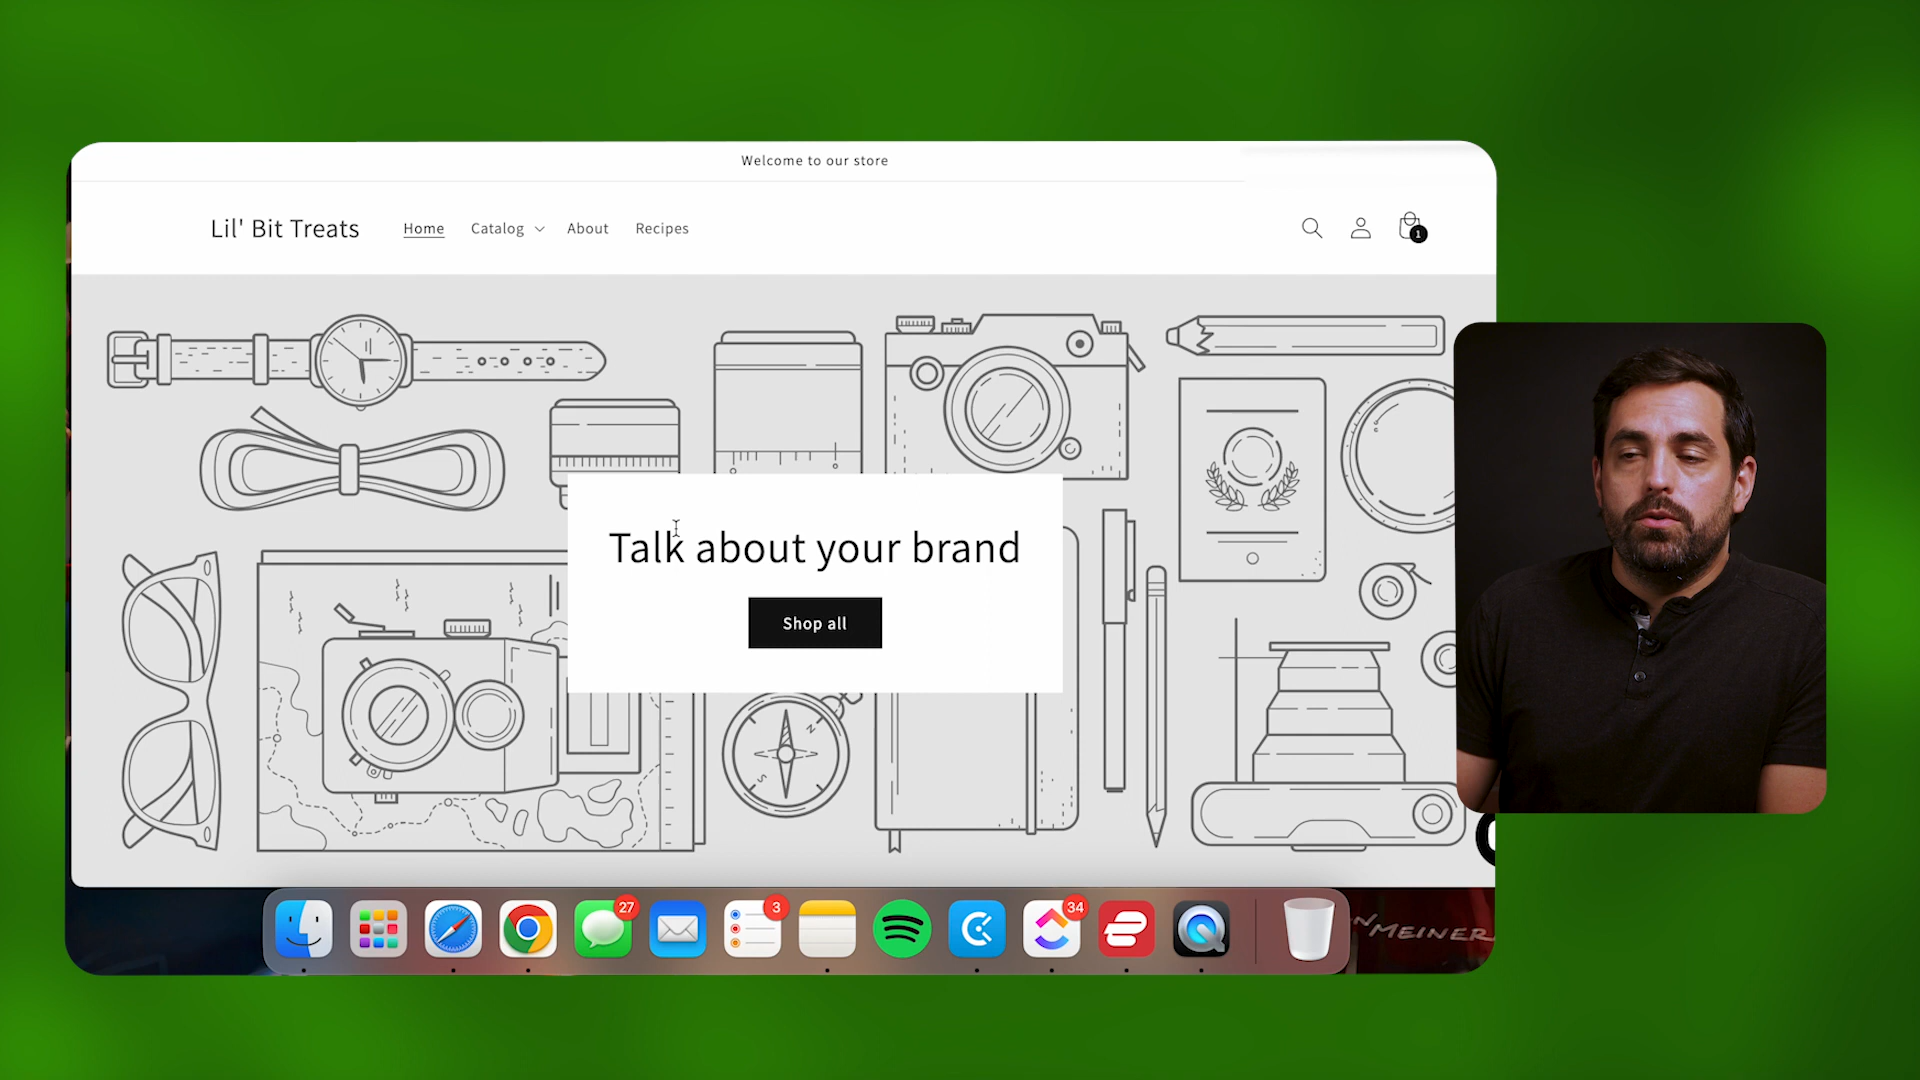 Welcome to our store
Lil' Bit Treats
Home Catalog About Recipes
1
Talk about your brand
Shop all
N
S
27
3
34
NMEINER